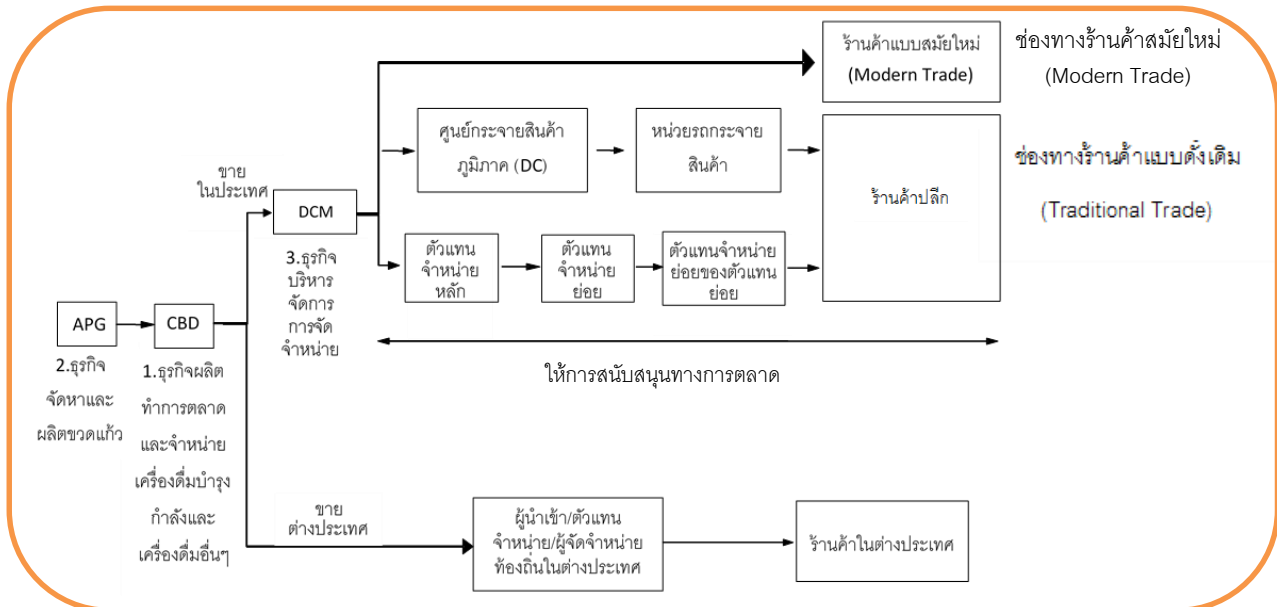 ร้านค้าแบบสมัยใหม่
(Modern Trade)
ช่องทางร้านค้าสมัยใหม่
(Modern Trade)
ศูนย์กระจายสินค้า
ภูมิภาค (DC)
หน่วยรถกระจาย
สินค้า
ร้านค้าปลีก
ช่องทางร้านค้าแบบดั้งเดิม
(Traditional Trade)
ขาย
ในประเทศ
DCM
3.ธุรกิจ
บริหาร
จัดการ
การจัด
จำหน่าย
ตัวแทน
จำหน่าย
หลัก
ตัวแทน
จำหน่าย
ย่อย
ตัวแทนจำหน่าย
ย่อยของตัวแทน
ย่อย
ให้การสนับสนุนทางการตลาด
APG
2.ธุรกิจ
จัดหาและ
ผลิตขวดแก้ว
CBD
1.ธุรกิจผลิต
ทำการตลาด
และจำหน่าย
เครื่องดื่มบำรุง
กำลังและ
เครื่องดื่มอื่นๆ
ขาย
ต่างประเทศ
ผู้นำเข้า/ตัวแทน
จำหน่าย/ผู้จัดจำหน่าย
ท้องถิ่นในต่างประเทศ
ร้านค้าในต่างประเทศ